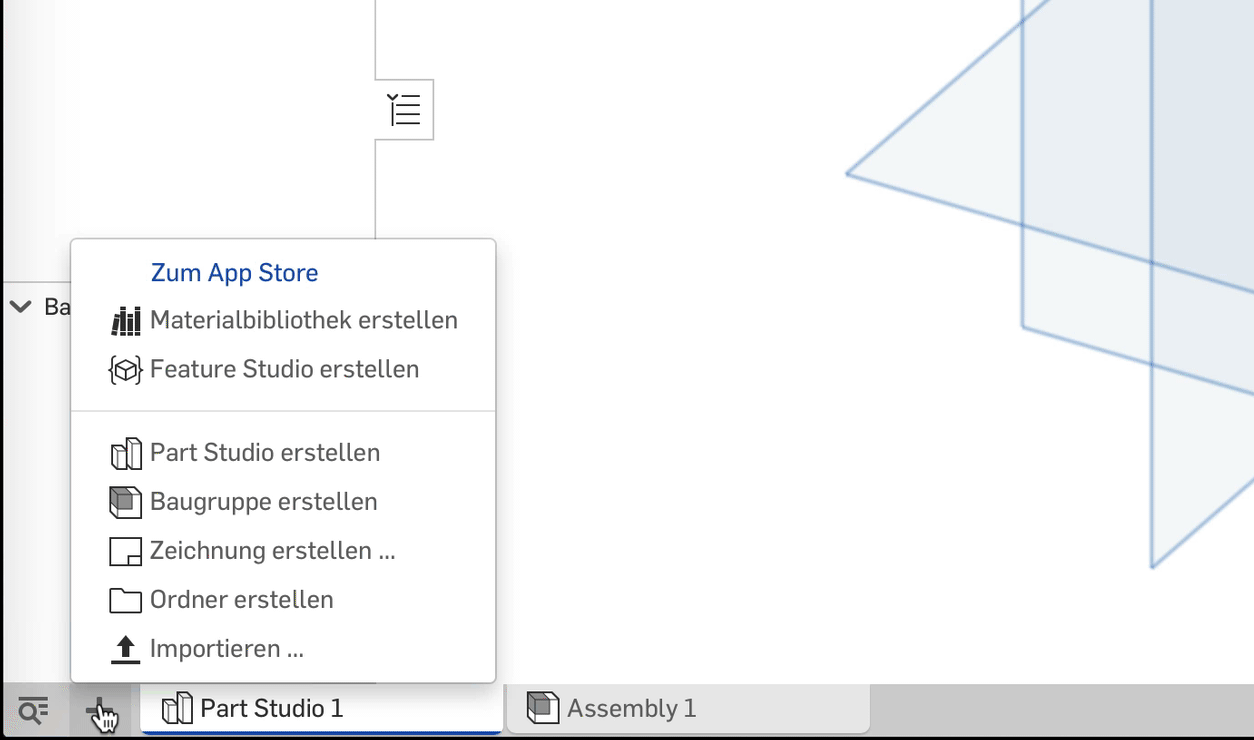 Zum App Store
Materialbibliothek erstellen
Ba
Feature Studio erstellen
Part Studio erstellen
Baugruppe erstellen
Zeichnung erstellen ...
Ordner erstellen
Importieren ...
Part Studio 1
Assembly 1